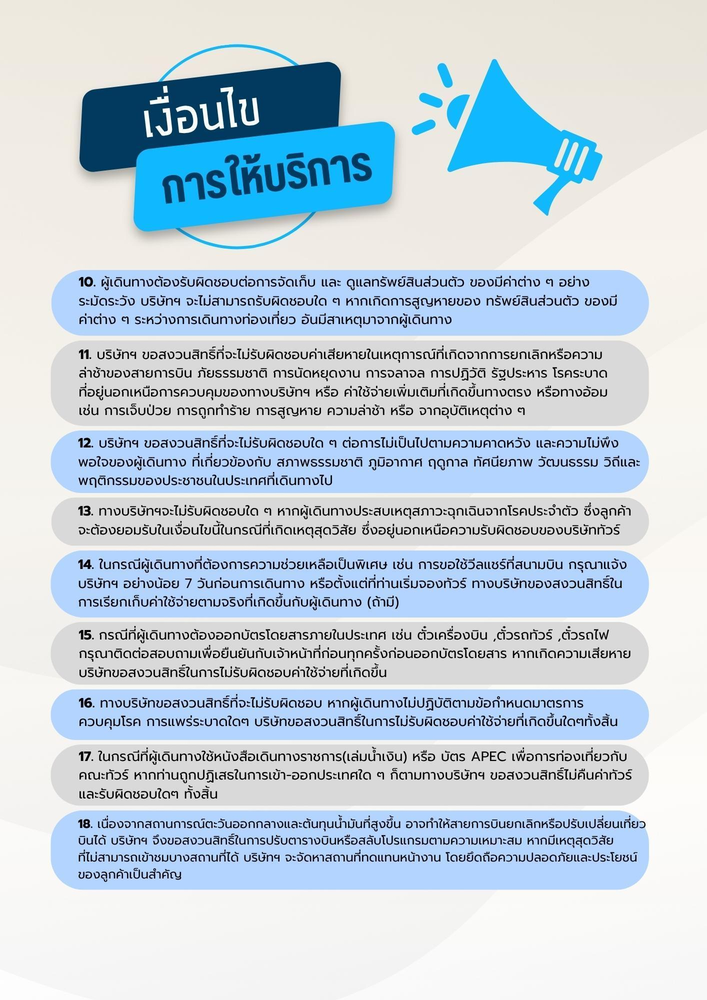 เงื่อนไข
การให้บริการ
10. ผู้เดินทางต้องรับผิดชอบต่อการจัดเก็บ และ ดูแลทรัพย์สินส่วนตัว ของมีค่าต่าง ๆ อย่าง
ระมัดระวัง บริษัทฯ จะไม่สามารถรับผิดชอบใด ๆ หากเกิดการสูญหายของ ทรัพย์สินส่วนตัว ของมี
ค่าต่าง ๆ ระหว่างการเดินทางท่องเที่ยว อันมีสาเหตุมาจากผู้เดินทาง
11. บริษัทฯ ขอสงวนสิทธิ์ที่จะไม่รับผิดชอบค่าเสียหายในเหตุการณ์ที่เกิดจากการยกเลิกหรือความ
ล่าช้าของสายการบิน ภัยธรรมชาติ การนัดหยุดงาน การจลาจล การปฏิวัติ รัฐประหาร โรคระบาด
ที่อยู่นอกเหนือการควบคุมของทางบริษัทฯ หรือ ค่าใช้จ่ายเพิ่มเติมที่เกิดขึ้นทางตรง หรือทางอ้อม
เช่น การเจ็บป่วย การถูกทำร้าย การสูญหาย ความล่าช้า หรือ จากอุบัติเหตุต่าง ๆ
12. บริษัทฯ ขอสงวนสิทธิ์ที่จะไม่รับผิดชอบใด ๆ ต่อการไม่เป็นไปตามความคาดหวัง และความไม่พึง
พอใจของผู้เดินทาง ที่เกี่ยวข้องกับ สภาพธรรมชาติ ภูมิอากาศ ฤดูกาล ทัศนียภาพ วัฒนธรรม วิถีและ
พฤติกรรมของประชาชนในประเทศที่เดินทางไป
13. ทางบริษัทฯจะไม่รับผิดชอบใด ๆ หากผู้เดินทางประสบเหตุสภาวะฉุกเฉินจากโรคประจำตัว ซึ่งลูกค้า
จะต้องยอมรับในเงื่อนไขนี้ในกรณีที่เกิดเหตุสุดวิสัย ซึ่งอยู่นอกเหนือความรับผิดชอบของบริษัททัวร์
14. ในกรณีผู้เดินทางที่ต้องการความช่วยเหลือเป็นพิเศษ เช่น การขอใช้วีลแชร์ที่สนามบิน กรุณาแจ้ง
บริษัทฯ อย่างน้อย 7 วันก่อนการเดินทาง หรือตั้งแต่ที่ท่านเริ่มจองทัวร์ ทางบริษัทของสงวนสิทธิ์ใน
การเรียกเก็บค่าใช้จ่ายตามจริงที่เกิดขึ้นกับผู้เดินทาง (ถ้ามี)
15. กรณีที่ผู้เดินทางต้องออกบัตรโดยสารภายในประเทศ เช่น ตั๋วเครื่องบิน ,ตั๋วรถทัวร์ ,ตั๋วรถไฟ
กรุณาติดต่อสอบถามเพื่อยืนยันกับเจ้าหน้าที่ก่อนทุกครั้งก่อนออกบัตรโดยสาร หากเกิดความเสียหาย
บริษัทขอสงวนสิทธิ์ในการไม่รับผิดชอบค่าใช้จ่ายที่เกิดขึ้น
16. ทางบริษัทขอสงวนสิทธิ์ที่จะไม่รับผิดชอบ หากผู้เดินทางไม่ปฏิบัติตามข้อกำหนดมาตรการ
ควบคุมโรค การแพร่ระบาดใดๆ บริษัทขอสงวนสิทธิ์ในการไม่รับผิดชอบค่าใช้จ่ายที่เกิดขึ้นใดๆทั้งสิ้น
17. ในกรณีที่ผู้เดินทางใช้หนังสือเดินทางราชการ(เล่มน้ำเงิน) หรือ บัตร APEC เพื่อการท่องเที่ยวกับ
คณะทัวร์ หากท่านถูกปฏิเสธในการเข้า-ออกประเทศใด ๆ ก็ตามทางบริษัทฯ ขอสงวนสิทธิ์ไม่คืนค่าทัวร์
และรับผิดชอบใดๆ ทั้งสิ้น
18. เนื่องจากสถานการณ์ตะวันออกกลางและต้นทุนน้ำมันที่สูงขึ้น อาจทำให้สายการบินยกเลิกหรือปรับเปลี่ยนเที่ยว
บินได้ บริษัทฯ จึงขอสงวนสิทธิ์ในการปรับตารางบินหรือสลับโปรแกรมตามความเหมาะสม หากมีเหตุสุดวิสัย
ที่ไม่สามารถเข้าชมบางสถานที่ได้ บริษัทฯ จะจัดหาสถานที่ทดแทนหน้างาน โดยยึดถือความปลอดภัยและประโยชน์
ของลูกค้าเป็นสำคัญ